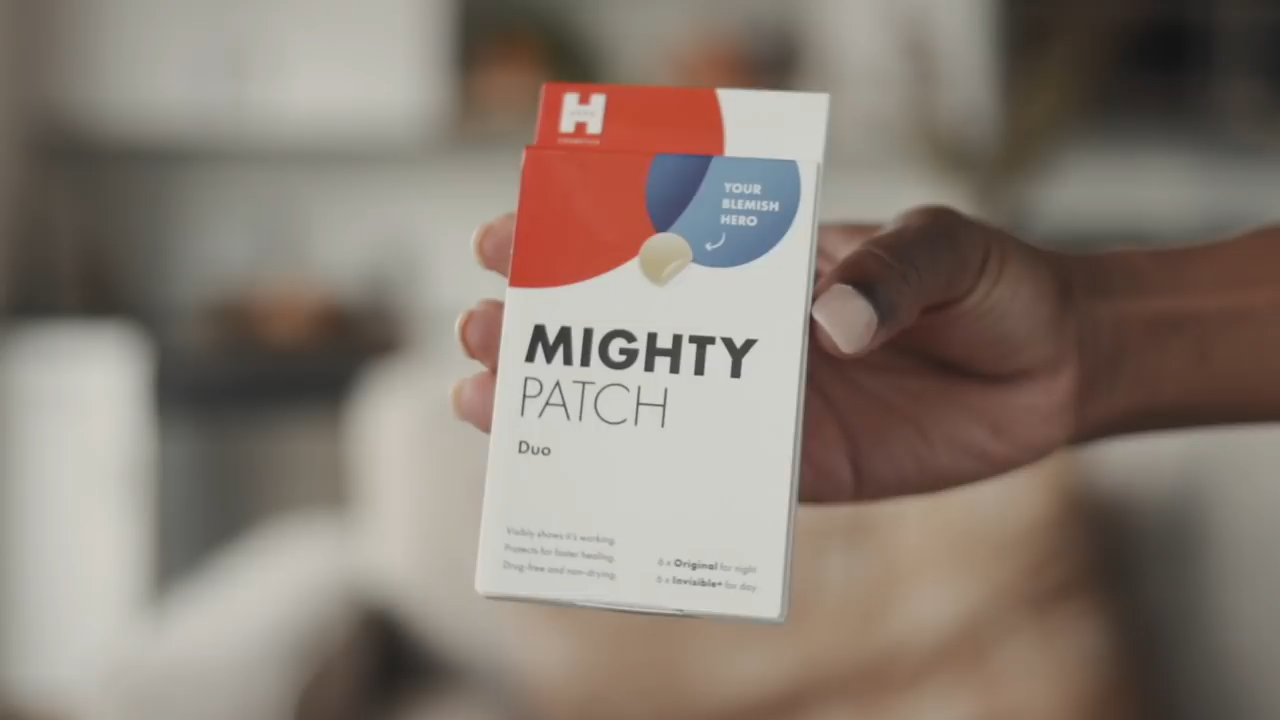 H
YOUR
BLEMISH
HERO
MIGHTY
PATCH
Duo
Visibly shows it's working.
Protects for faster healing.
Drug-free and non-drying.
6 x Original for night
6 x Invisible+ for day